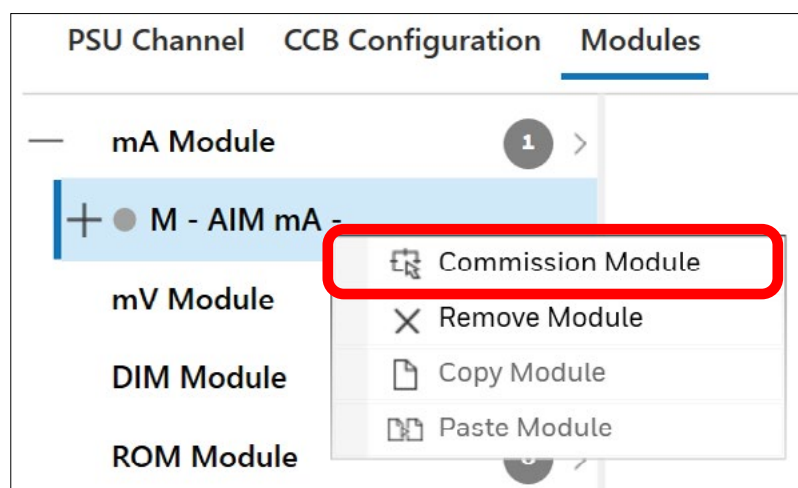 PSU Channel CCB Configuration Modules
mA Module 1
M - AIM mA -
Commission Module
mV Module
Remove Module
DIM Module
Copy Module
Paste Module
ROM Module